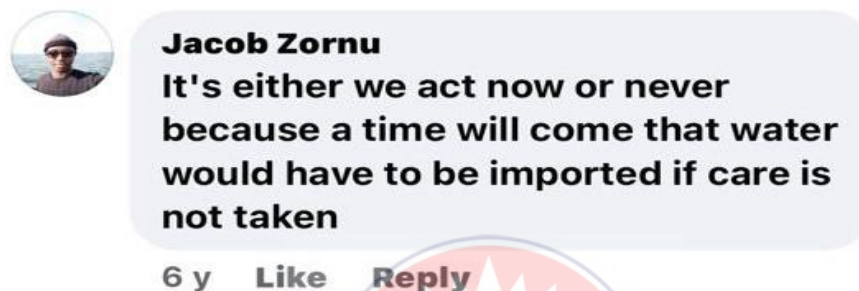 Jacob Zornu
It's either we act now or never
because a time will come that water
would have to be imported if care is
not taken
6 y Like Reply